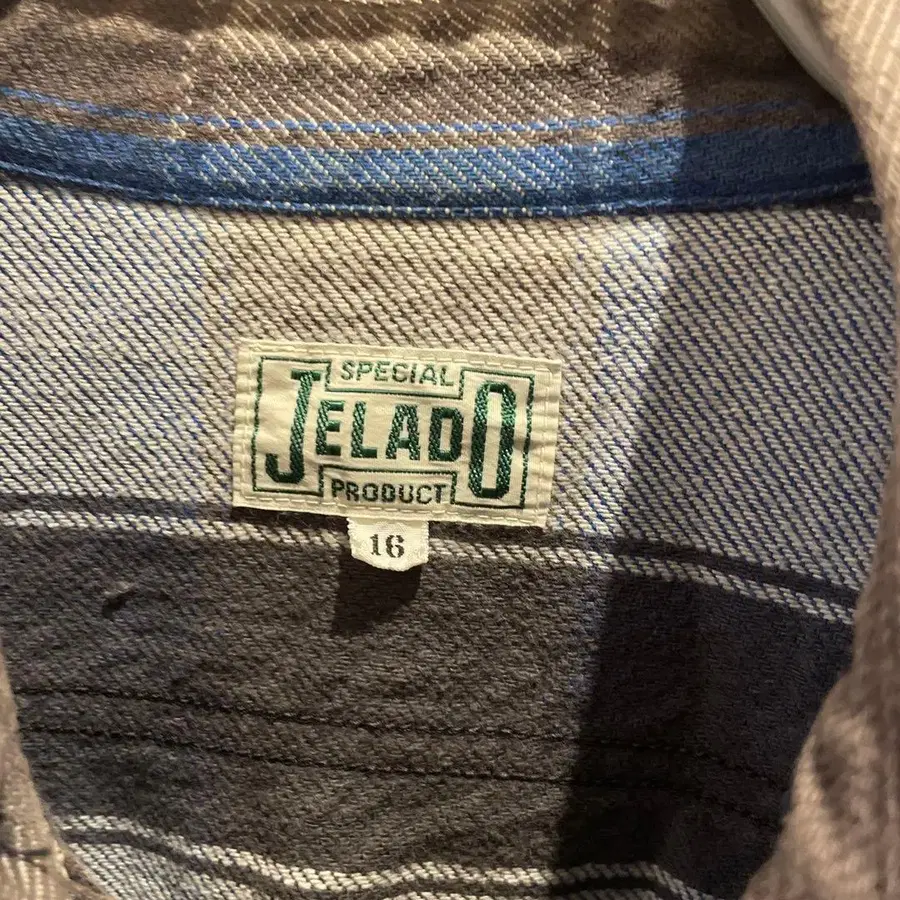 SPECIAL
JELADO
PRODUCT
16